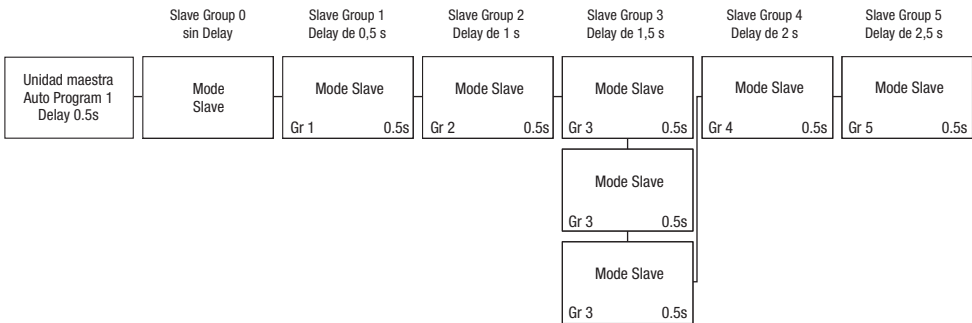 Slave Group 0
sin Delay
Slave Group 1
Delay de 0,5 s
Slave Group 2
Delay de 1 s
Slave Group 3
Delay de 1,5 s
Slave Group 4
Delay de 2 s
Slave Group 5
Delay de 2,5 s
Unidad maestra
Auto Program 1
Delay 0.5s
Mode
Slave
Mode Slave
Gr 1 0.5s
Mode Slave
Gr 2 0.5s
Mode Slave
Gr 3 0.5s
Mode Slave
Gr 4 0.5s
Mode Slave
Gr 5 0.5s
Mode Slave
Gr 3 0.5s
Mode Slave
Gr 3 0.5s